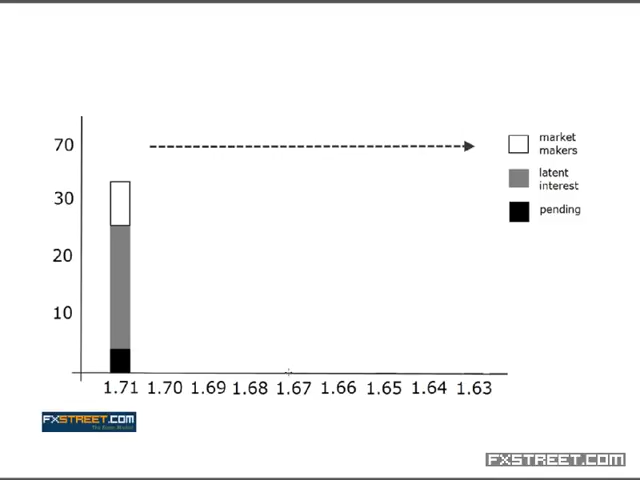 70
30
20
10
market
makers
latent
interest
pending
1.71 1.70 1.69 1.68 1.67 1.66 1.65 1.64 1.63
FXSTREET.COM
FXSTREET.COM